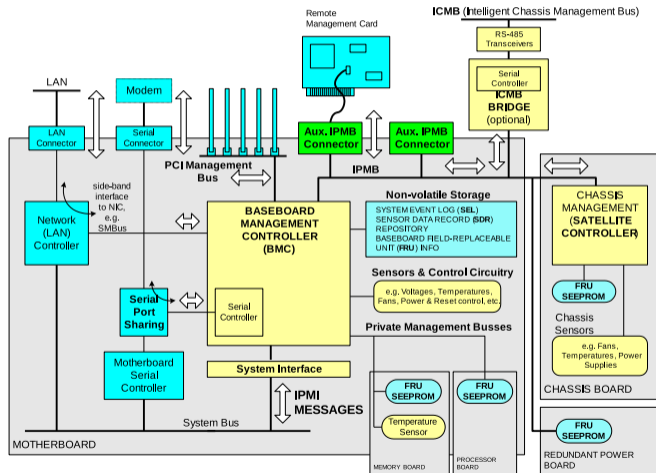 Remote
Management Card
ICMB (Intelligent Chassis Management Bus)
RS-485
Transceivers
Serial
Controller
ICMB
BRIDGE
(optional)
LAN
Modem
LAN
Connector
Serial
Connector
PCI Management
Bus
Aux. IPMB
Connector
Aux. IPMB
Connector
IPMB
side-band
interface
to NIC,
e.g.
SMBus
Network
(LAN)
Controller
BASEBOARD
MANAGEMENT
CONTROLLER
(BMC)
Serial
Controller
Non-volatile Storage
SYSTEM EVENT LOG (SEL)
SENSOR DATA RECORD (SDR)
REPOSITORY
BASEBOARD FIELD-REPLACEABLE
UNIT (FRU) INFO
CHASSIS
MANAGEMENT
(SATELLITE
CONTROLLER)
Sensors & Control Circuitry
e.g. Voltages, Temperatures,
Fans, Power & Reset control, etc.
FRU
SEEPROM
Chassis
Sensors
e.g. Fans,
Temperatures, Power
Supplies
CHASSIS BOARD
Serial
Port
Sharing
Private Management Busses
Motherboard
Serial
Controller
System Interface
IPMI
MESSAGES
System Bus
MOTHERBOARD
FRU
SEEPROM
Temperature
Sensor
MEMORY BOARD
FRU
SEEPROM
PROCESSOR
BOARD
FRU
SEEPROM
REDUNDANT POWER
BOARD